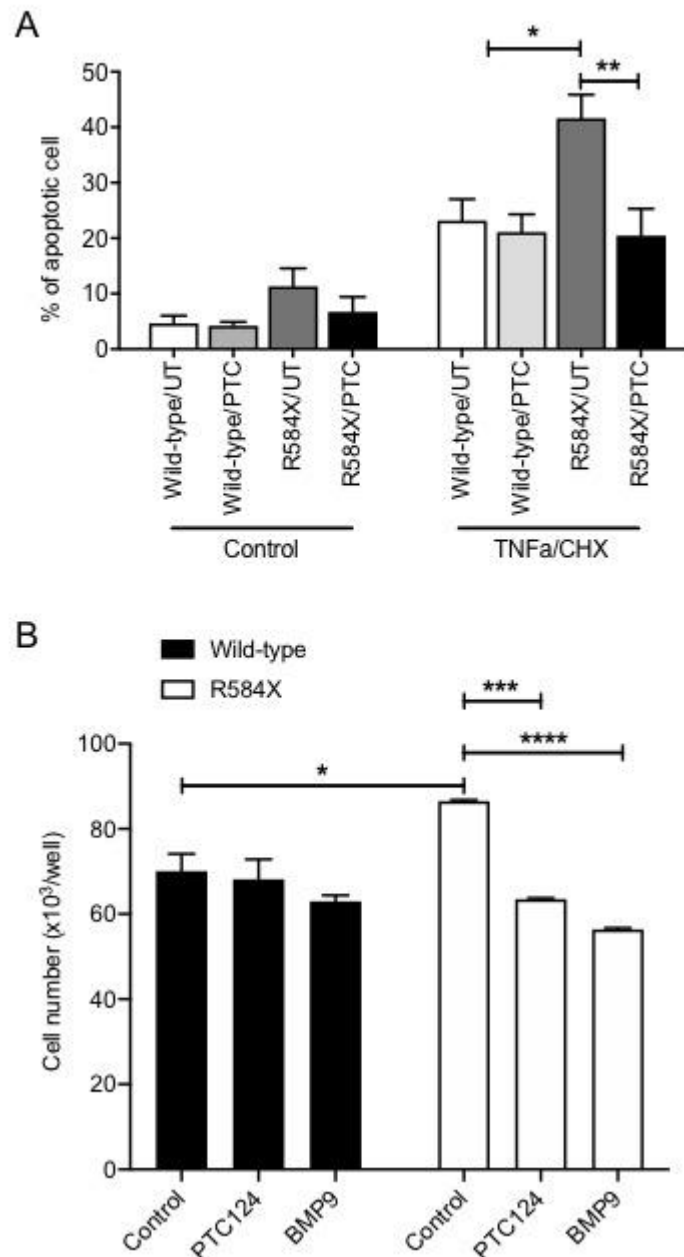 A
*
**
50
40
30
20
10
0
% of apoptotic cell
Wild-type/UT
Wild-type/PTC
R584X/UT
R584X/PTC
Wild-type/UT
Wild-type/PTC
R584X/UT
R584X/PTC
Control
TNFa/CHX
B
Wild-type
R584X
***
****
*
100
80
60
40
20
0
Cell number (x10³/well)
Control
PTC124
BMP9
Control
PTC124
BMP9